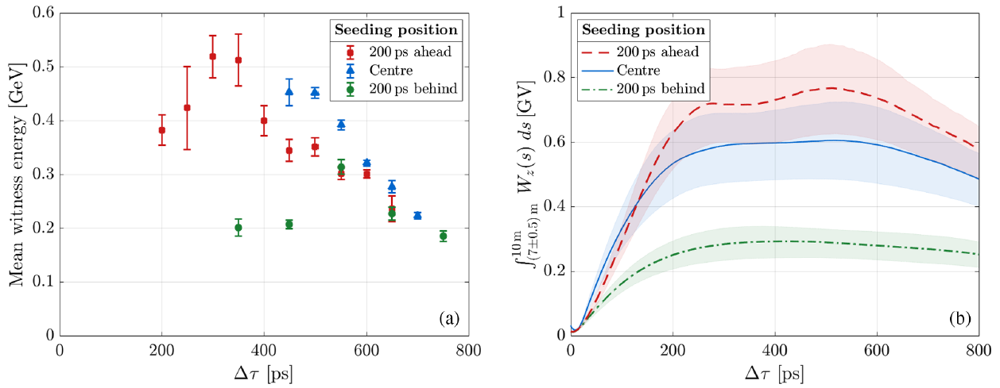 0.6
0.5
0.4
0.3
0.2
0.1
0
0 200 400 600 800
Mean witness energy [GeV]
Δτ [ps]
Seeding position
200 ps ahead
Centre
200 ps behind
(a)
1
0.8
0.6
0.4
0.2
0
0 200 400 600 800
∫_{(7±0.5) m}^{10 m} W_z(s) ds [GV]
Δτ [ps]
Seeding position
200 ps ahead
Centre
200 ps behind
(b)